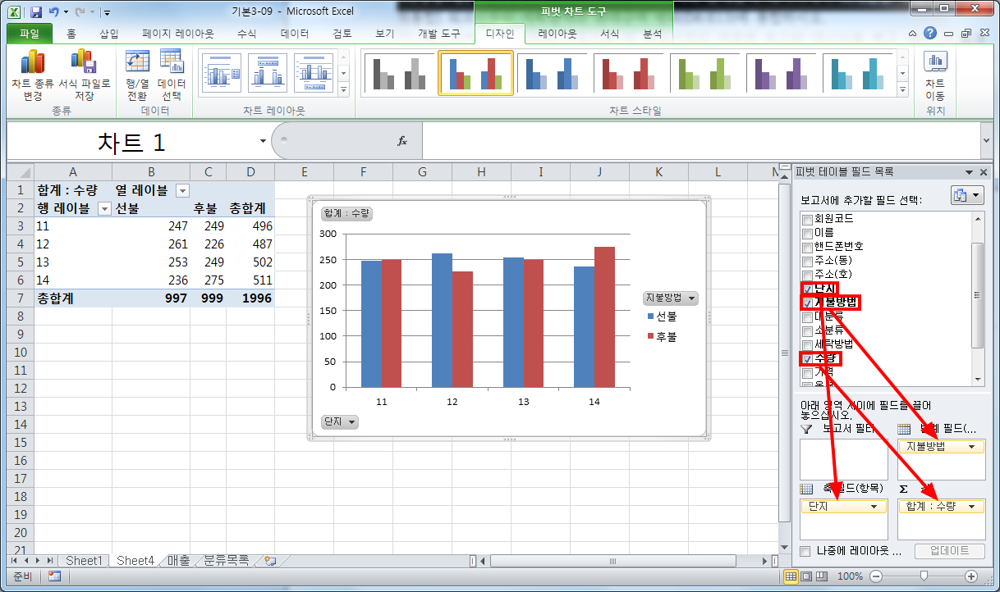 기본3-09 - Microsoft Excel
피벗 차트 도구
파일 홈 삽입 페이지 레이아웃 수식 데이터 검토 보기 개발 도구 디자인 레이아웃 서식 분석
차트 종류 변경
서식 파일로 저장
행/열 전환
데이터 선택
차트 이동
종류 데이터 차트 레이아웃 차트 스타일 위치
차트 1
fx
A B C D E F G H I J K L
1 합계 : 수량 열 레이블
2 행 레이블 선불 후불 총합계
3 11 247 249 496
4 12 261 226 487
5 13 253 249 502
6 14 236 275 511
7 총합계 997 999 1996
8
9
10
11
12
13
14
15
16
17
18
19
20
21
합계 : 수량
300
250
200
150
100
50
0
11 12 13 14
지불방법
선불
후불
단지
피벗 테이블 필드 목록
보고서에 추가할 필드 선택:
회원코드
이름
핸드폰번호
주소(동)
주소(호)
단지
지불방법
대분류
소분류
세탁방법
수량
가격
아래 영역 사이에 필드를 끌어
놓으십시오.
보고서 필터
필드(...
지불방법
축 필드(항목)
Σ
단지
합계 : 수량
나중에 레이아웃 ...
업데이트
Sheet1 Sheet4 매출 분류목록
준비
100%